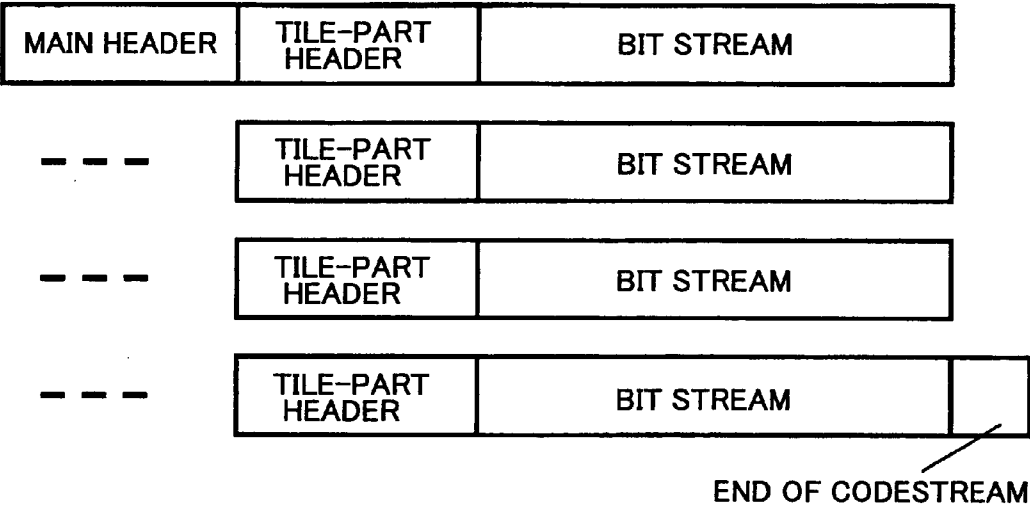 MAIN HEADER
TILE-PART
HEADER
BIT STREAM
TILE-PART
HEADER
BIT STREAM
TILE-PART
HEADER
BIT STREAM
TILE-PART
HEADER
BIT STREAM
END OF CODESTREAM